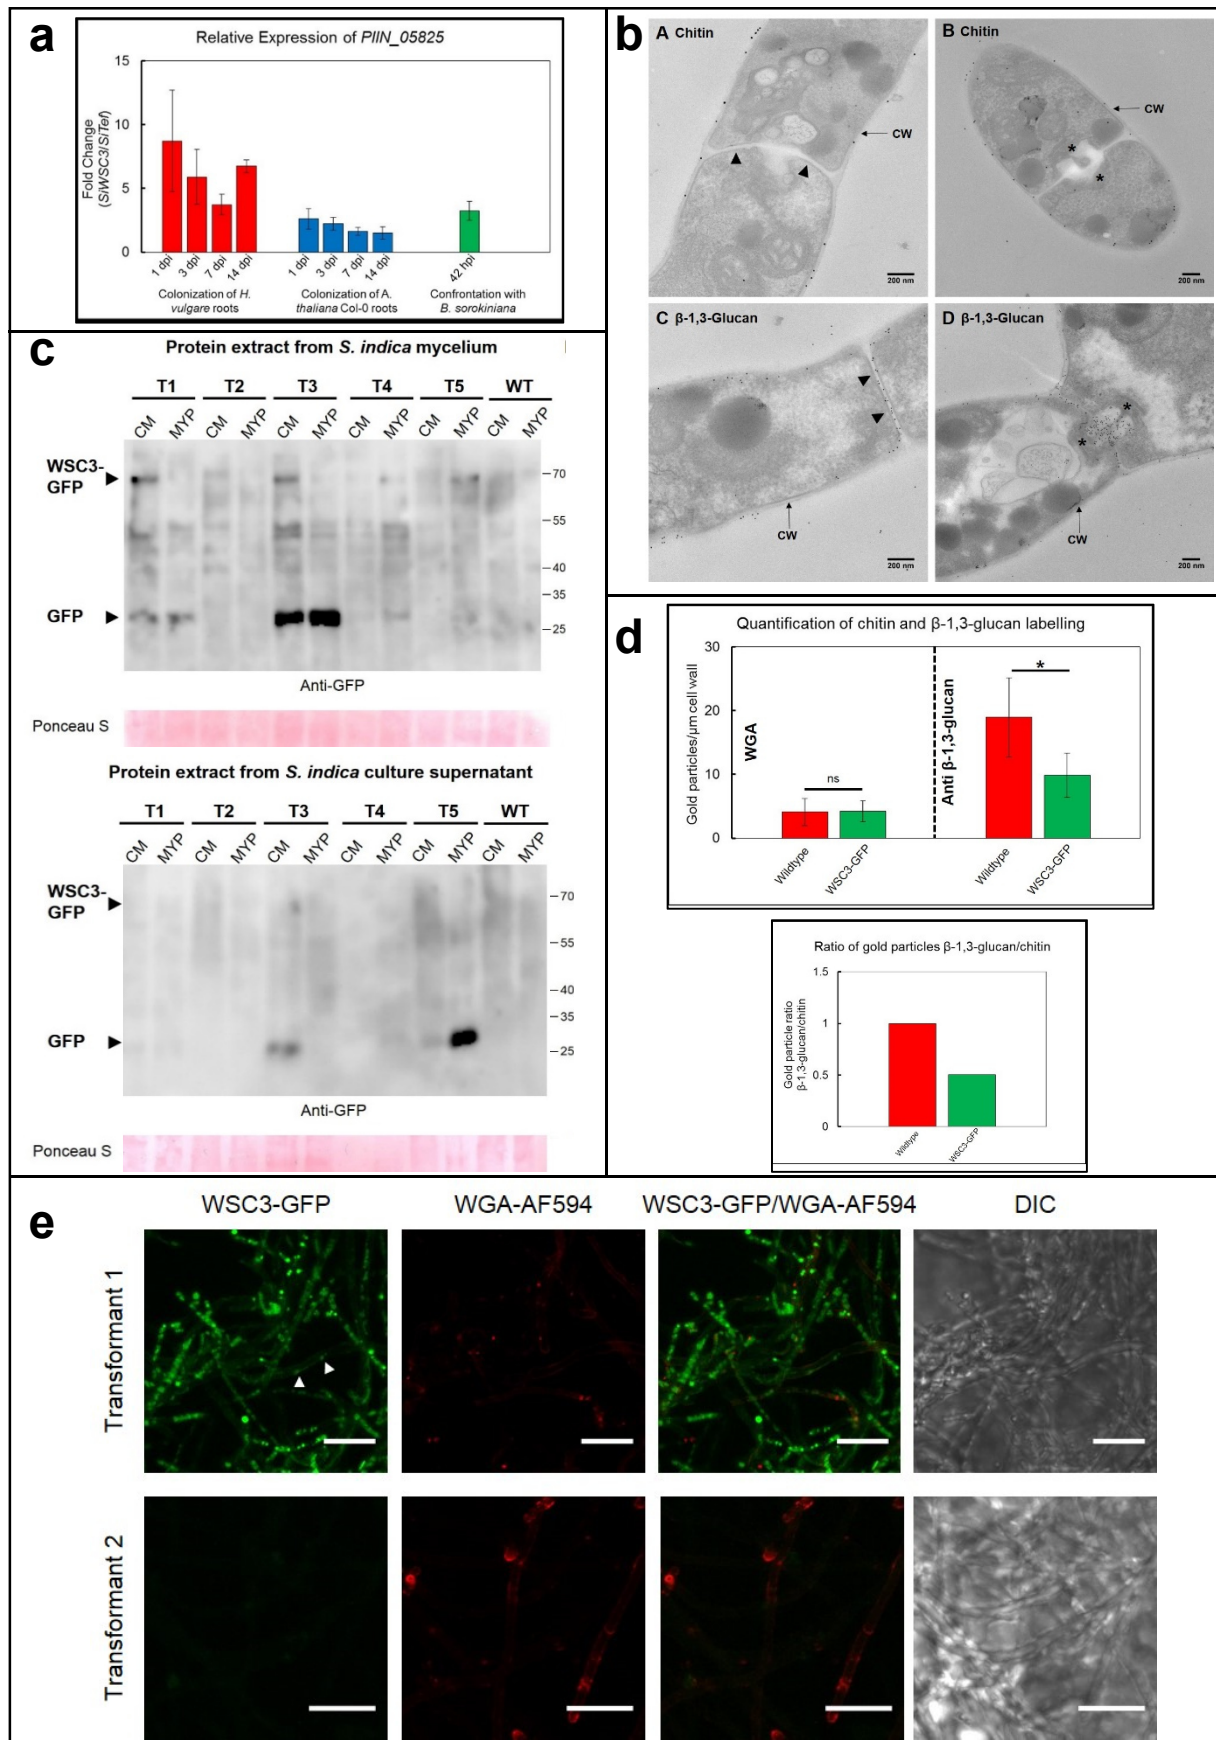 a
Relative Expression of PIIN_05825
Fold Change
(SiWSC3/SiTef)
15
10
5
0
1 dpi
3 dpi
7 dpi
14 dpi
1 dpi
3 dpi
7 dpi
14 dpi
42 hpi
Colonization of H.
vulgare roots
Colonization of A.
thaliana Col-0 roots
Confrontation with
B. sorokiniana
b
A Chitin
CW
200 nm
B Chitin
CW
*
*
200 nm
C β-1,3-Glucan
CW
200 nm
D β-1,3-Glucan
*
*
CW
200 nm
c
Protein extract from S. indica mycelium
T1 T2 T3 T4 T5 WT
CM MYP CM MYP CM MYP CM MYP CM MYP CM MYP
WSC3-
GFP
GFP
70
55
40
35
25
Anti-GFP
Ponceau S
Protein extract from S. indica culture supernatant
T1 T2 T3 T4 T5 WT
CM MYP CM MYP CM MYP CM MYP CM MYP CM MYP
WSC3-
GFP
GFP
70
55
40
35
25
Anti-GFP
Ponceau S
d
Quantification of chitin and β-1,3-glucan labelling
Gold particles/µm cell wall
30
20
10
0
WGA
ns
Anti β-1,3-glucan
*
Wildtype
WSC3-GFP
Wildtype
WSC3-GFP
Ratio of gold particles β-1,3-glucan/chitin
Gold particle ratio
β-1,3-glucan/chitin
1.5
1
0.5
0
Wildtype
WSC3-GFP
e
WSC3-GFP WGA-AF594 WSC3-GFP/WGA-AF594 DIC
Transformant 1
Transformant 2